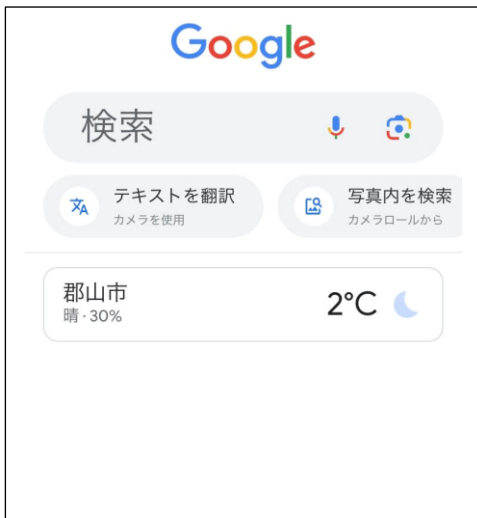 Google
検索
テキストを翻訳
カメラを使用
写真内を検索
カメラロールから
郡山市
晴·30%
2°C